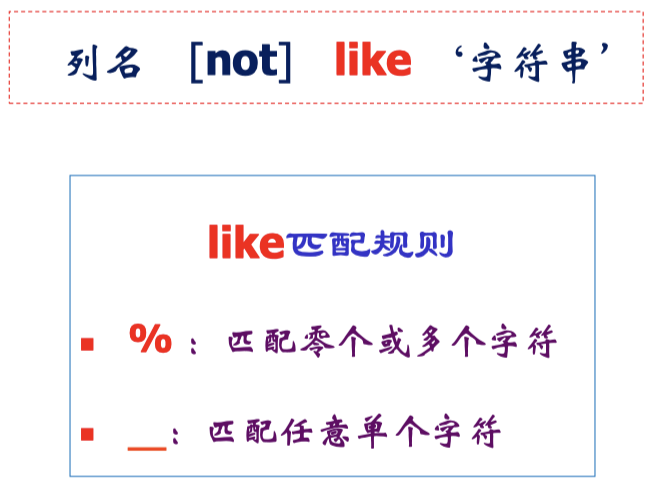 列名 [not] like ‘字符串’
like匹配规则
▪ %：匹配零个或多个字符
▪ _：匹配任意单个字符